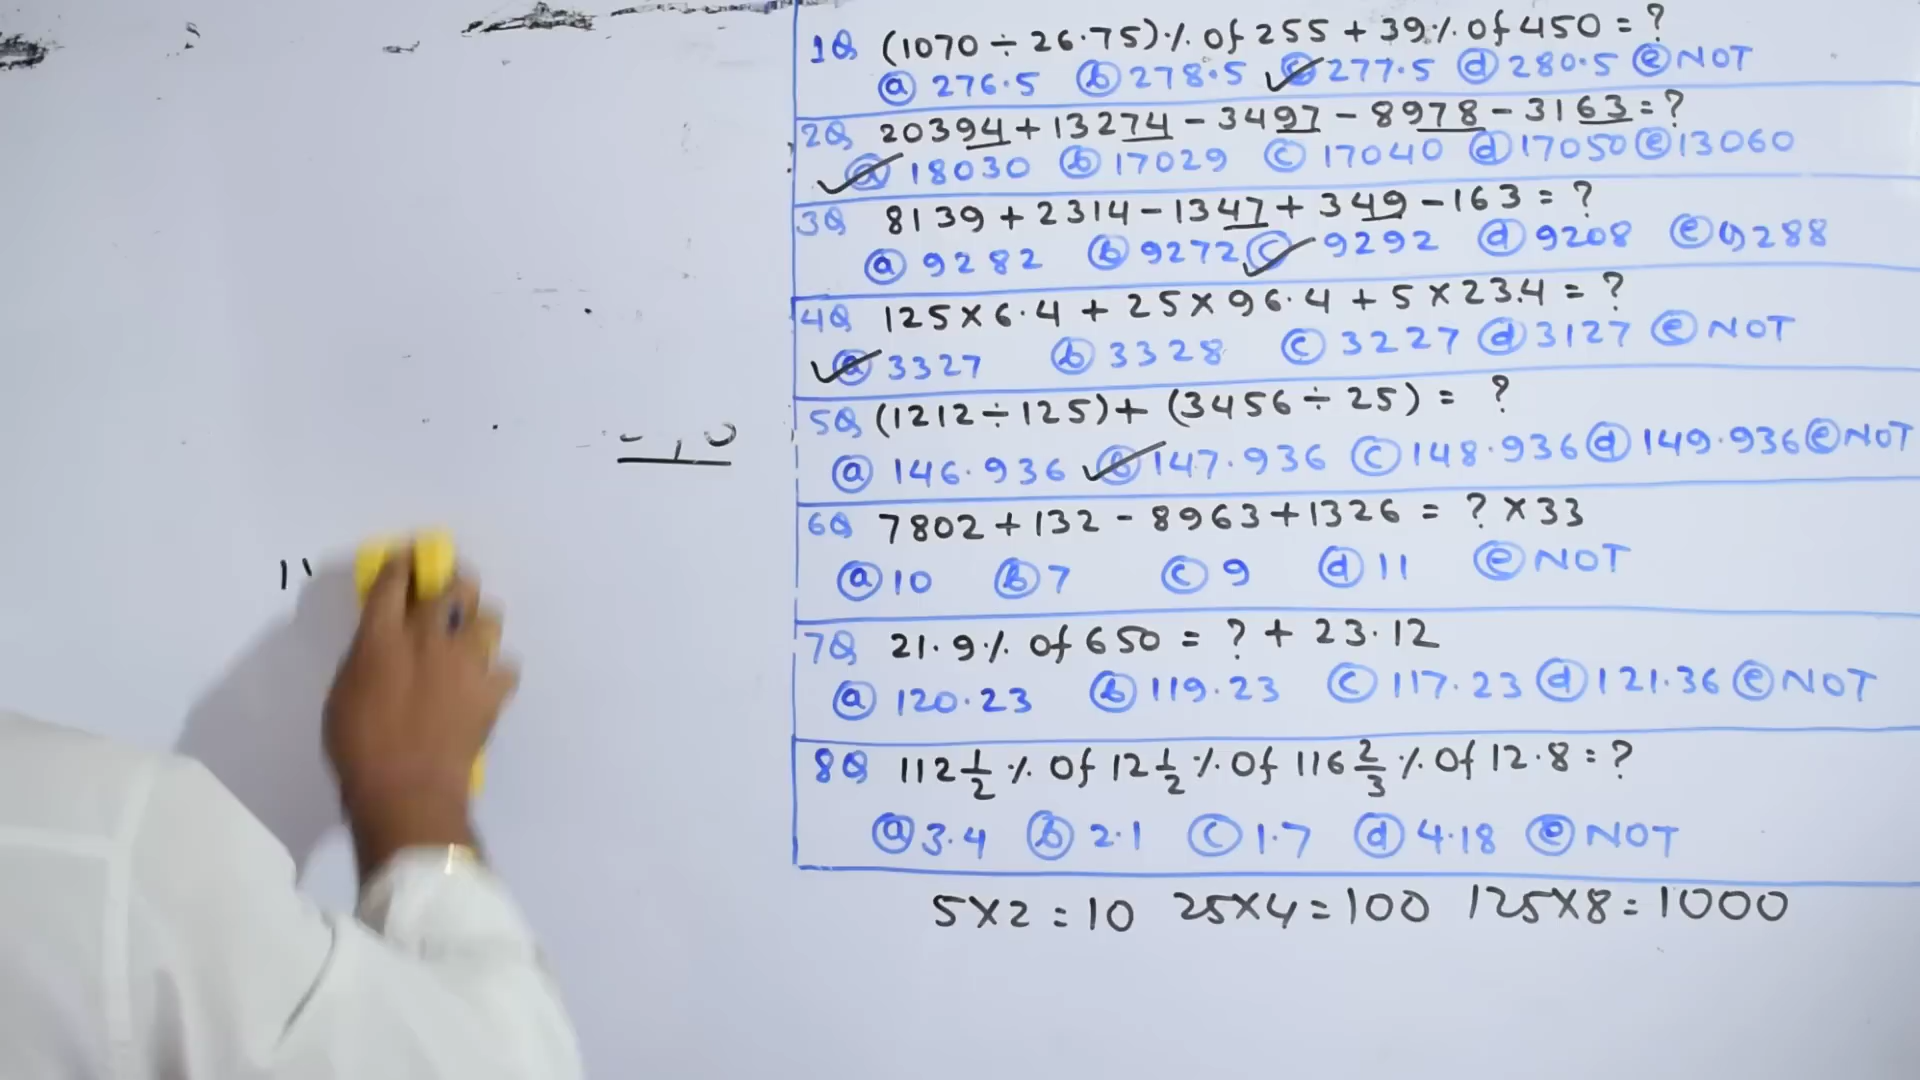 1Q (1070 ÷ 26.75)% of 255 + 39% of 450 = ?
ⓐ 276.5 ⓑ 278.5 ⓒ 277.5 ⓓ 280.5 ⓔ NOT
2Q 20394 + 13274 - 3497 - 8978 - 3163 = ?
ⓐ 18030 ⓑ 17029 ⓒ 17040 ⓓ 17050 ⓔ 13060
3Q 8139 + 2314 - 1347 + 349 - 163 = ?
ⓐ 9282 ⓑ 9272 ⓒ 9292 ⓓ 9208 ⓔ 9288
4Q 125 × 6.4 + 25 × 96.4 + 5 × 23.4 = ?
ⓐ 3327 ⓑ 3328 ⓒ 3227 ⓓ 3127 ⓔ NOT
5Q (1212 ÷ 125) + (3456 ÷ 25) = ?
ⓐ 146.936 ⓑ 147.936 ⓒ 148.936 ⓓ 149.936 ⓔ NOT
6Q 7802 + 132 - 8963 + 1326 = ? × 33
ⓐ 10 ⓑ 7 ⓒ 9 ⓓ 11 ⓔ NOT
7Q 21.9% of 650 = ? + 23.12
ⓐ 120.23 ⓑ 119.23 ⓒ 117.23 ⓓ 121.36 ⓔ NOT
8Q 112 1/2 % of 12 1/2 % of 116 2/3 % of 12.8 = ?
ⓐ 3.4 ⓑ 2.1 ⓒ 1.7 ⓓ 4.18 ⓔ NOT
5×2 = 10 25×4 = 100 125×8 = 1000